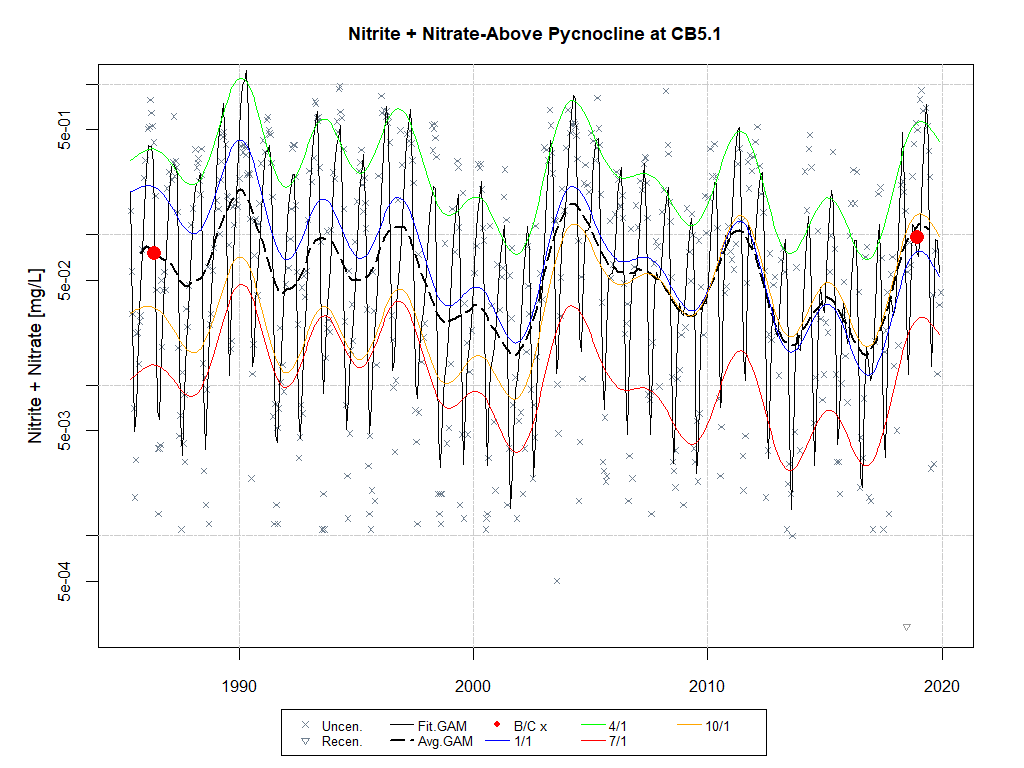 Nitrite + Nitrate-Above Pycnocline at CB5.1
Nitrite + Nitrate [mg/L]
5e-01
5e-02
5e-03
5e-04
1990 2000 2010 2020
Uncen. Fit.GAM B/C x 4/1 10/1
Recen. Avg.GAM 1/1 7/1